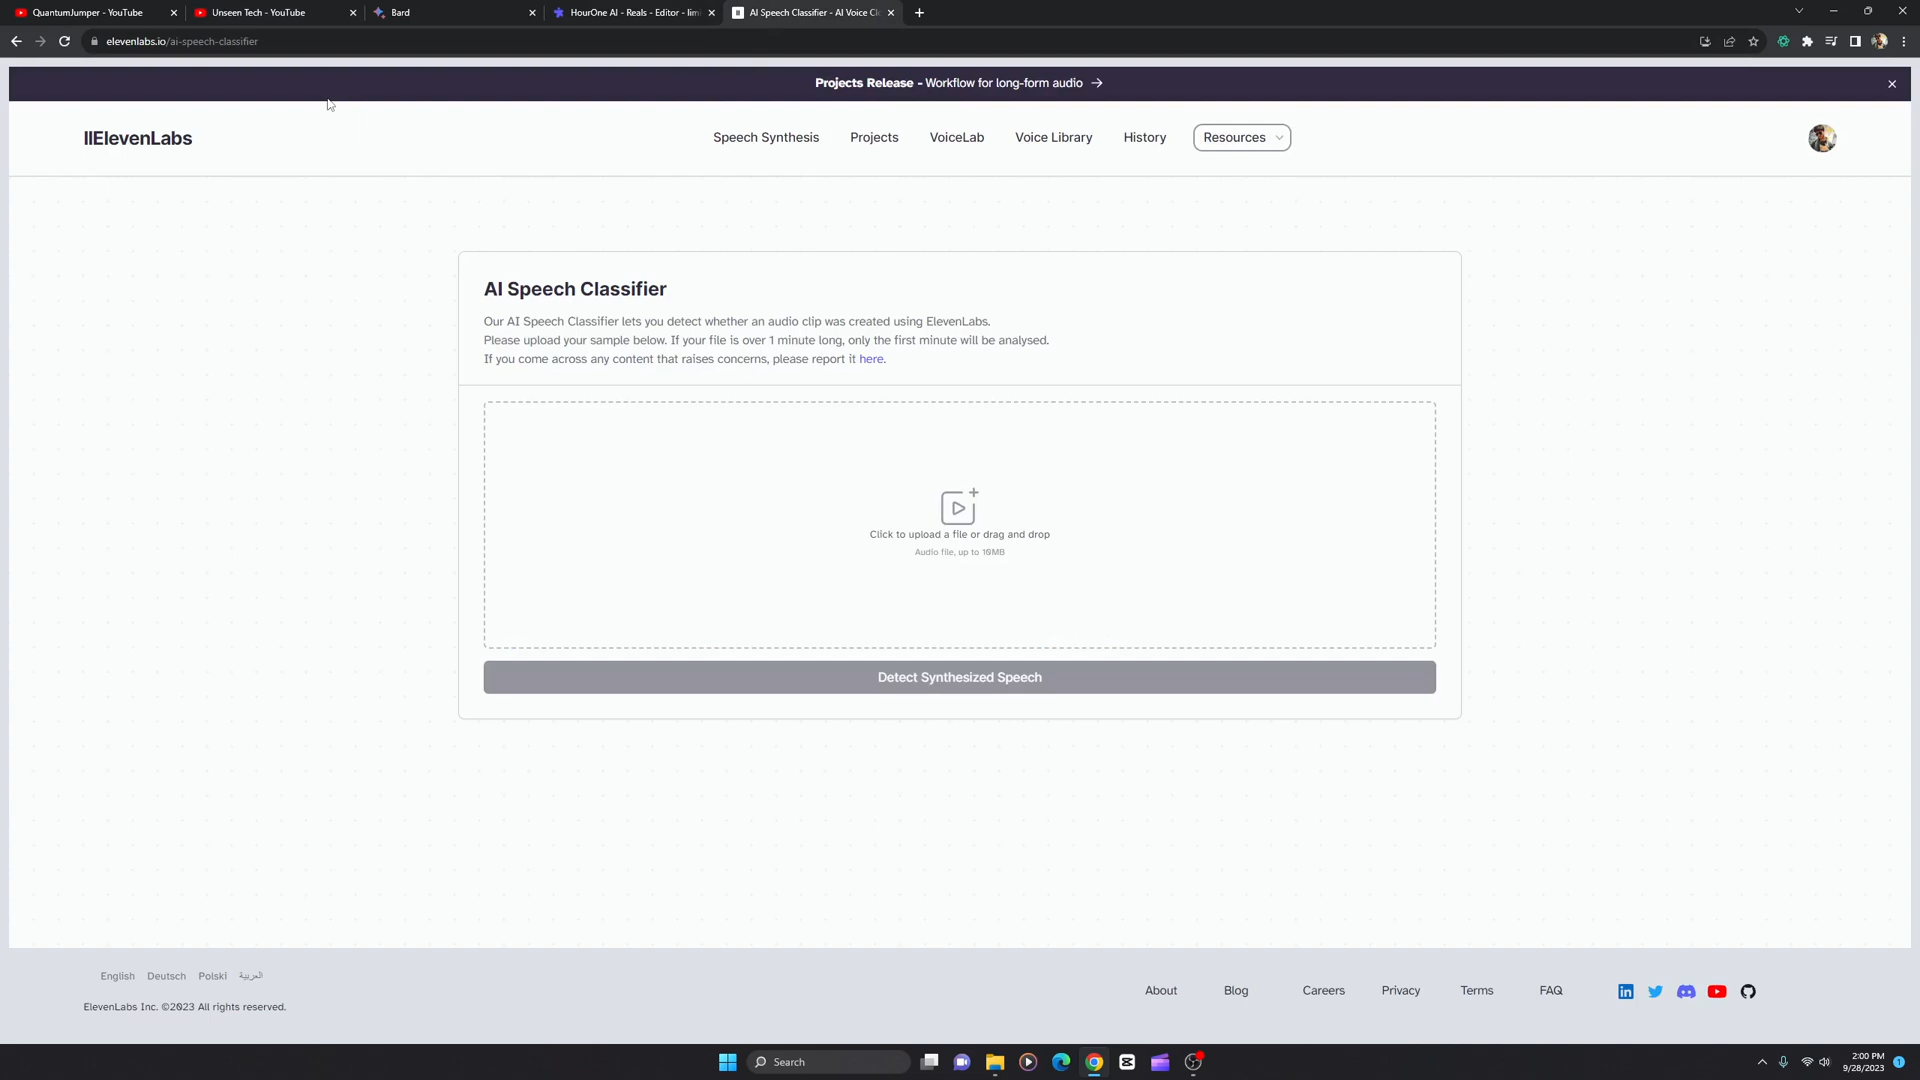 QuantumJumper - YouTube
Unseen Tech - YouTube
Bard
HourOne AI - Reals - Editor - limi
AI Speech Classifier - AI Voice Cl
elevenlabs.io/ai-speech-classifier
Projects Release - Workflow for long-form audio →
IIElevenLabs
Speech Synthesis
Projects
VoiceLab
Voice Library
History
Resources
AI Speech Classifier
Our AI Speech Classifier lets you detect whether an audio clip was created using ElevenLabs.
Please upload your sample below. If your file is over 1 minute long, only the first minute will be analysed.
If you come across any content that raises concerns, please report it here.
Click to upload a file or drag and drop
Audio file, up to 10MB
Detect Synthesized Speech
English Deutsch Polski العربية
ElevenLabs Inc. ©2023 All rights reserved.
About
Blog
Careers
Privacy
Terms
FAQ
Search
2:00 PM
9/28/2023
1